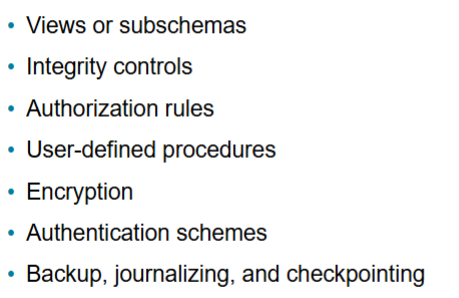 • Views or subschemas
• Integrity controls
• Authorization rules
• User-defined procedures
• Encryption
• Authentication schemes
• Backup, journalizing, and checkpointing